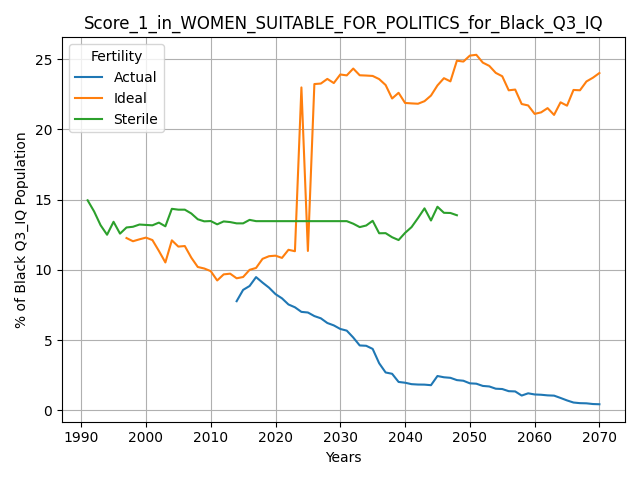 Score_1_in_WOMEN_SUITABLE_FOR_POLITICS_for_Black_Q3_IQ
Fertility
Actual
Ideal
Sterile
% of Black Q3_IQ Population
25
20
15
10
5
0
1990 2000 2010 2020 2030 2040 2050 2060 2070
Years